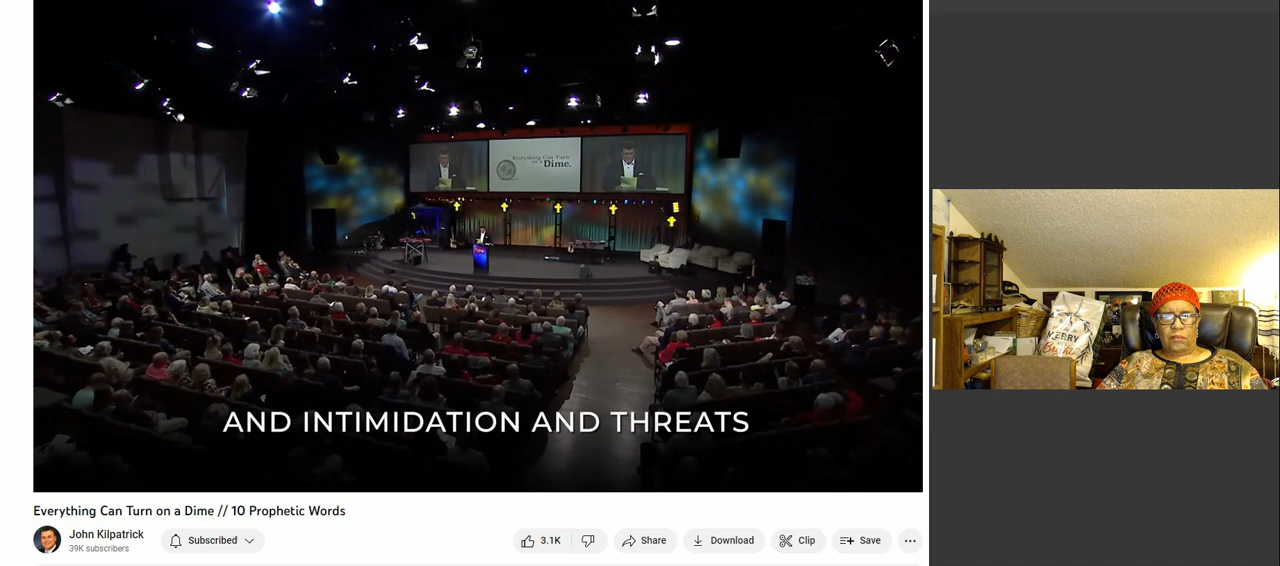 Everything Can Turn
on a Dime.
AND INTIMIDATION AND THREATS
Everything Can Turn on a Dime // 10 Prophetic Words
John Kilpatrick
39K subscribers
Subscribed
3.1K
Share
Download
Clip
Save
MERRY